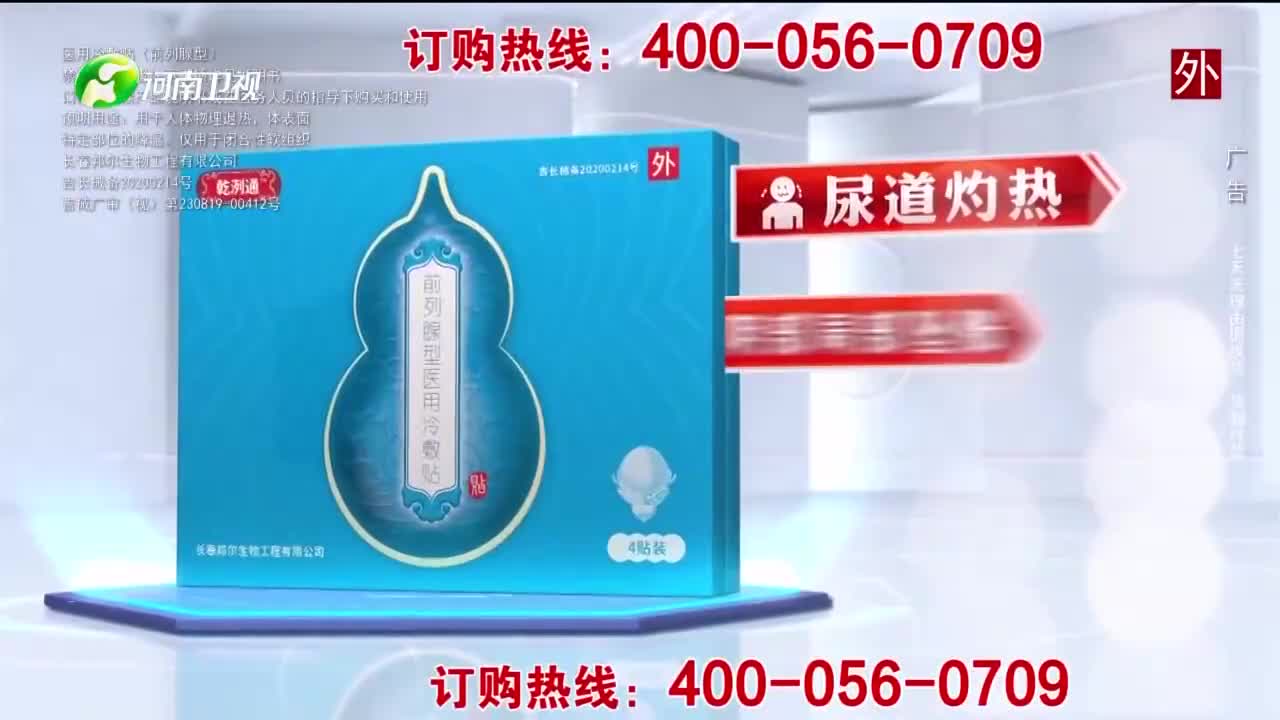 订购热线：400-056-0709
医用冷敷贴（前列腺型）
河南卫视
人员的指导下购买和使用
预期用途：用于人体物理退热，体表面
特定部位的降温。仅用于闭合性软组织
长春邦尔生物工程有限公司
吉长械备20200214号
吉械广审（视）第230819-00412号
外
广告
乾洌通
吉长械备20200214号
外
尿道灼热
前列腺型医用冷敷贴
贴
长春邦尔生物工程有限公司
4贴装
订购热线：400-056-0709